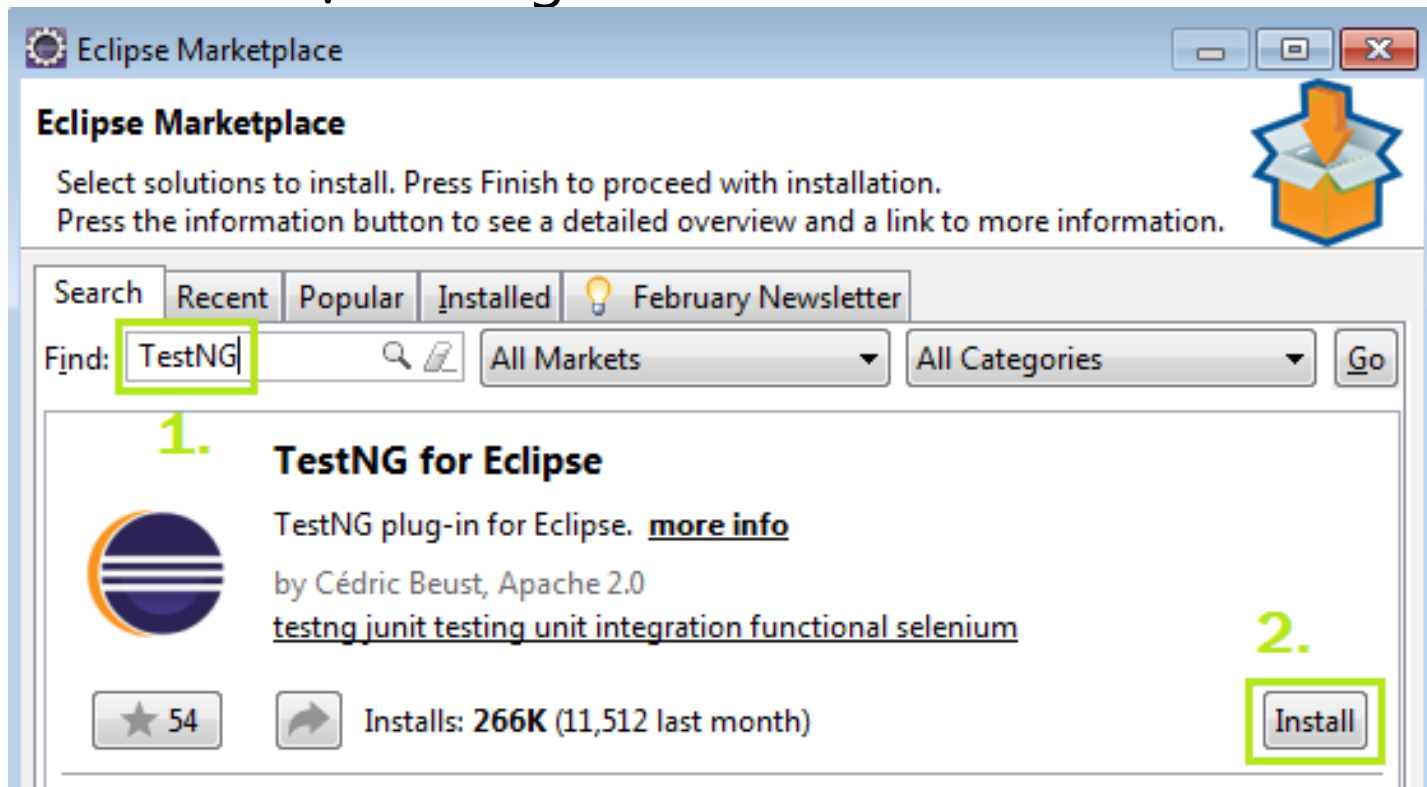 Eclipse Marketplace
Eclipse Marketplace
Select solutions to install. Press Finish to proceed with installation.
Press the information button to see a detailed overview and a link to more information.
Search Recent Popular Installed February Newsletter
Find: TestNG All Markets All Categories Go
1.
TestNG for Eclipse
TestNG plug-in for Eclipse. more info
by Cédric Beust, Apache 2.0
testng junit testing unit integration functional selenium
2.
54 Installs: 266K (11,512 last month) Install